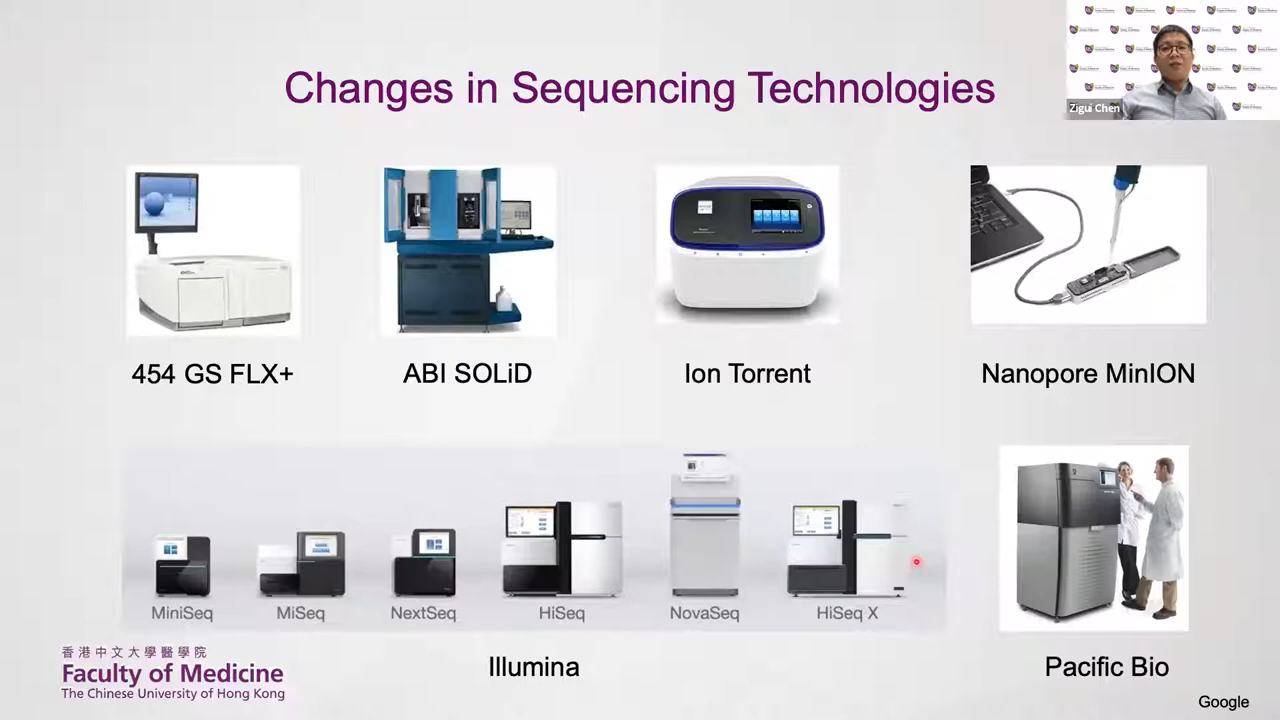 Changes in Sequencing Technologies
Zigui Chen
454 GS FLX+
ABI SOLiD
Ion Torrent
Nanopore MinION
MiniSeq
MiSeq
NextSeq
HiSeq
NovaSeq
HiSeq X
Illumina
Pacific Bio
香港中文大學醫學院
Faculty of Medicine
The Chinese University of Hong Kong
Google